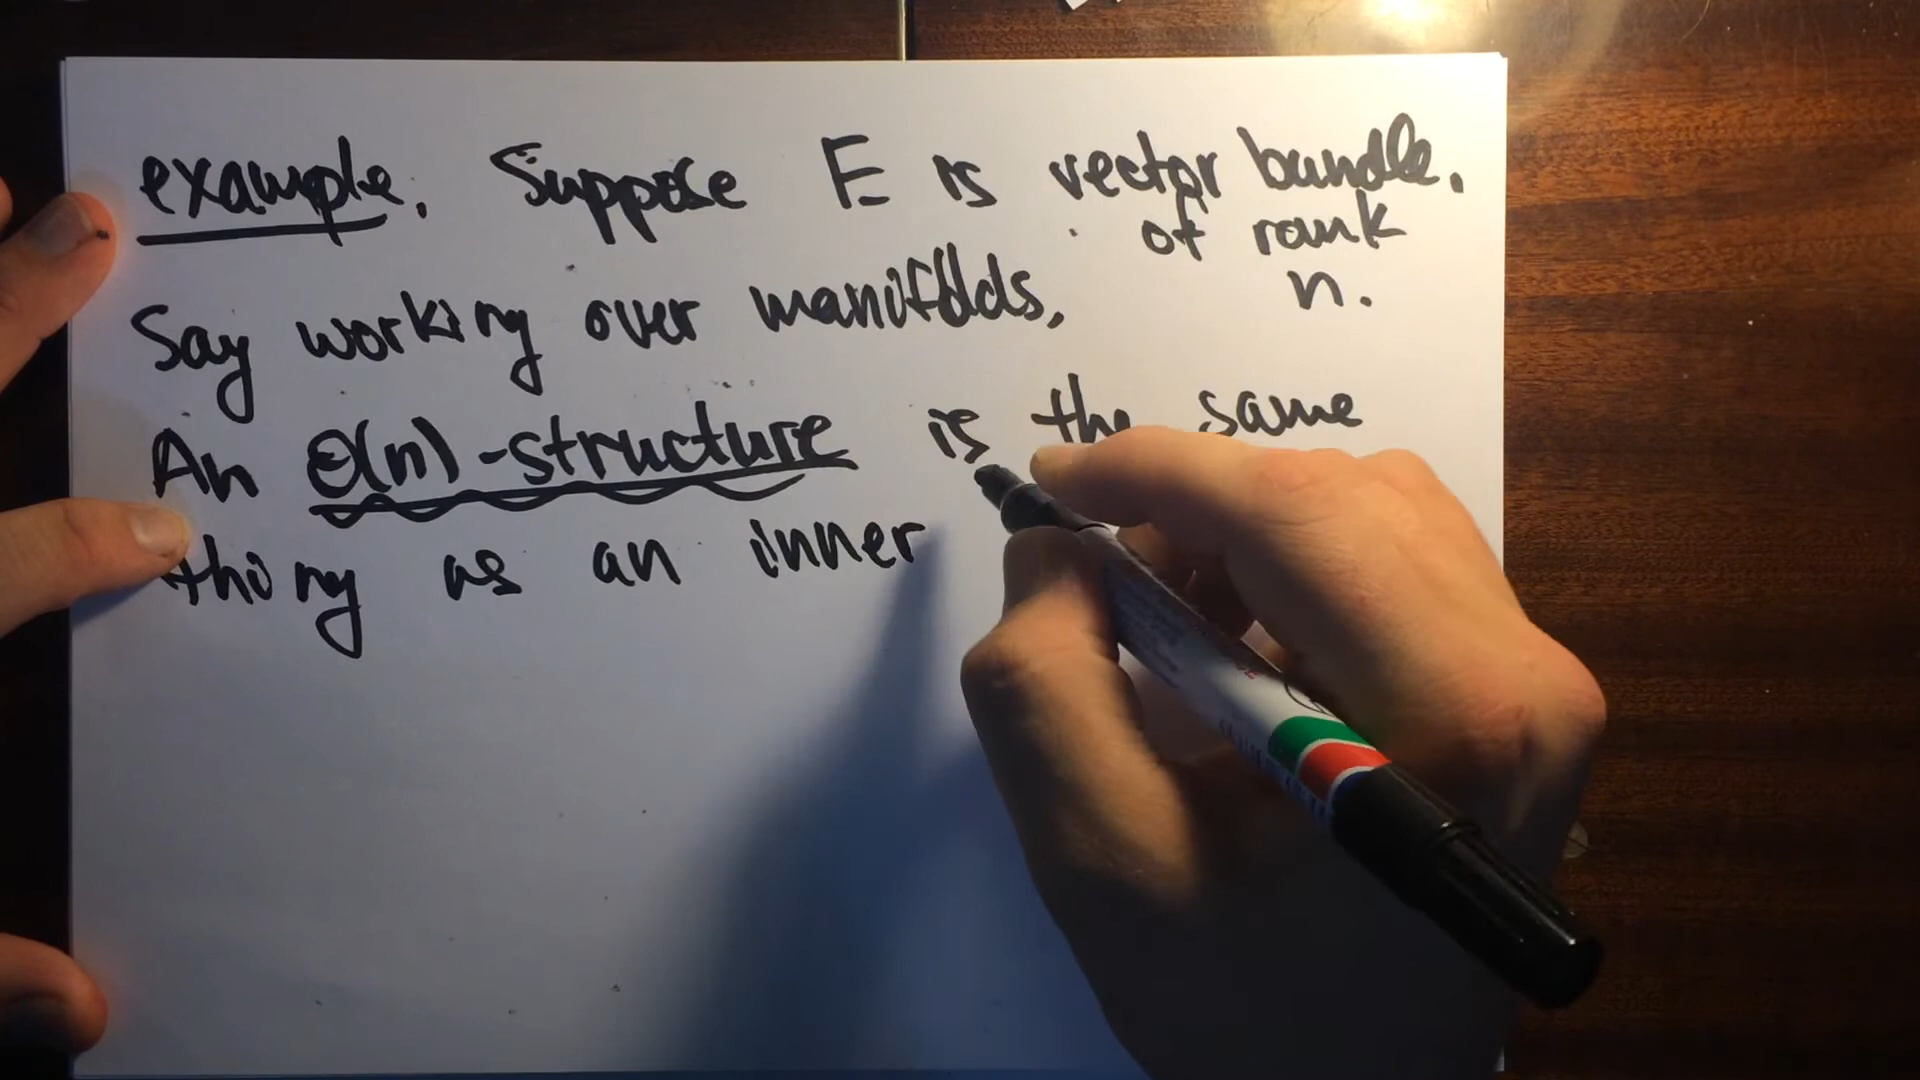 example. Suppose E is vector bundle.
of rank
n.
Say working over manifolds,
An O(n)-structure is the same
thing as an inner